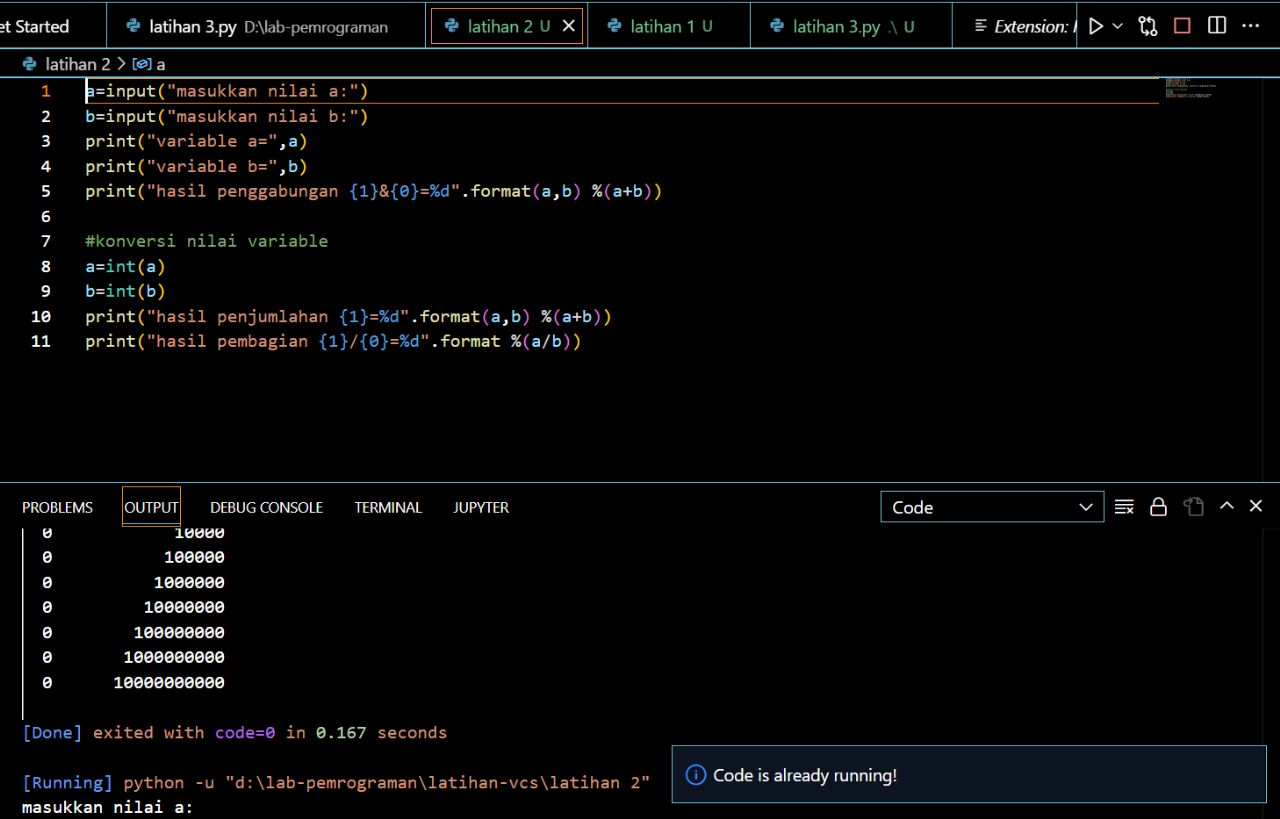 et Started latihan 3.py D:\lab-pemrograman latihan 2 U latihan 1 U latihan 3.py .\ U Extension:
latihan 2 > a
1 a=input("masukkan nilai a:")
2 b=input("masukkan nilai b:")
3 print("variable a=",a)
4 print("variable b=",b)
5 print("hasil penggabungan {1}&{0}=%d".format(a,b) %(a+b))
6
7 #konversi nilai variable
8 a=int(a)
9 b=int(b)
10 print("hasil penjumlahan {1}=%d".format(a,b) %(a+b))
11 print("hasil pembagian {1}/{0}=%d".format %(a/b))
PROBLEMS OUTPUT DEBUG CONSOLE TERMINAL JUPYTER Code
0 10000
0 100000
0 1000000
0 10000000
0 100000000
0 1000000000
0 10000000000
[Done] exited with code=0 in 0.167 seconds
Code is already running!
[Running] python -u "d:\lab-pemrograman\latihan-vcs\latihan 2"
masukkan nilai a: